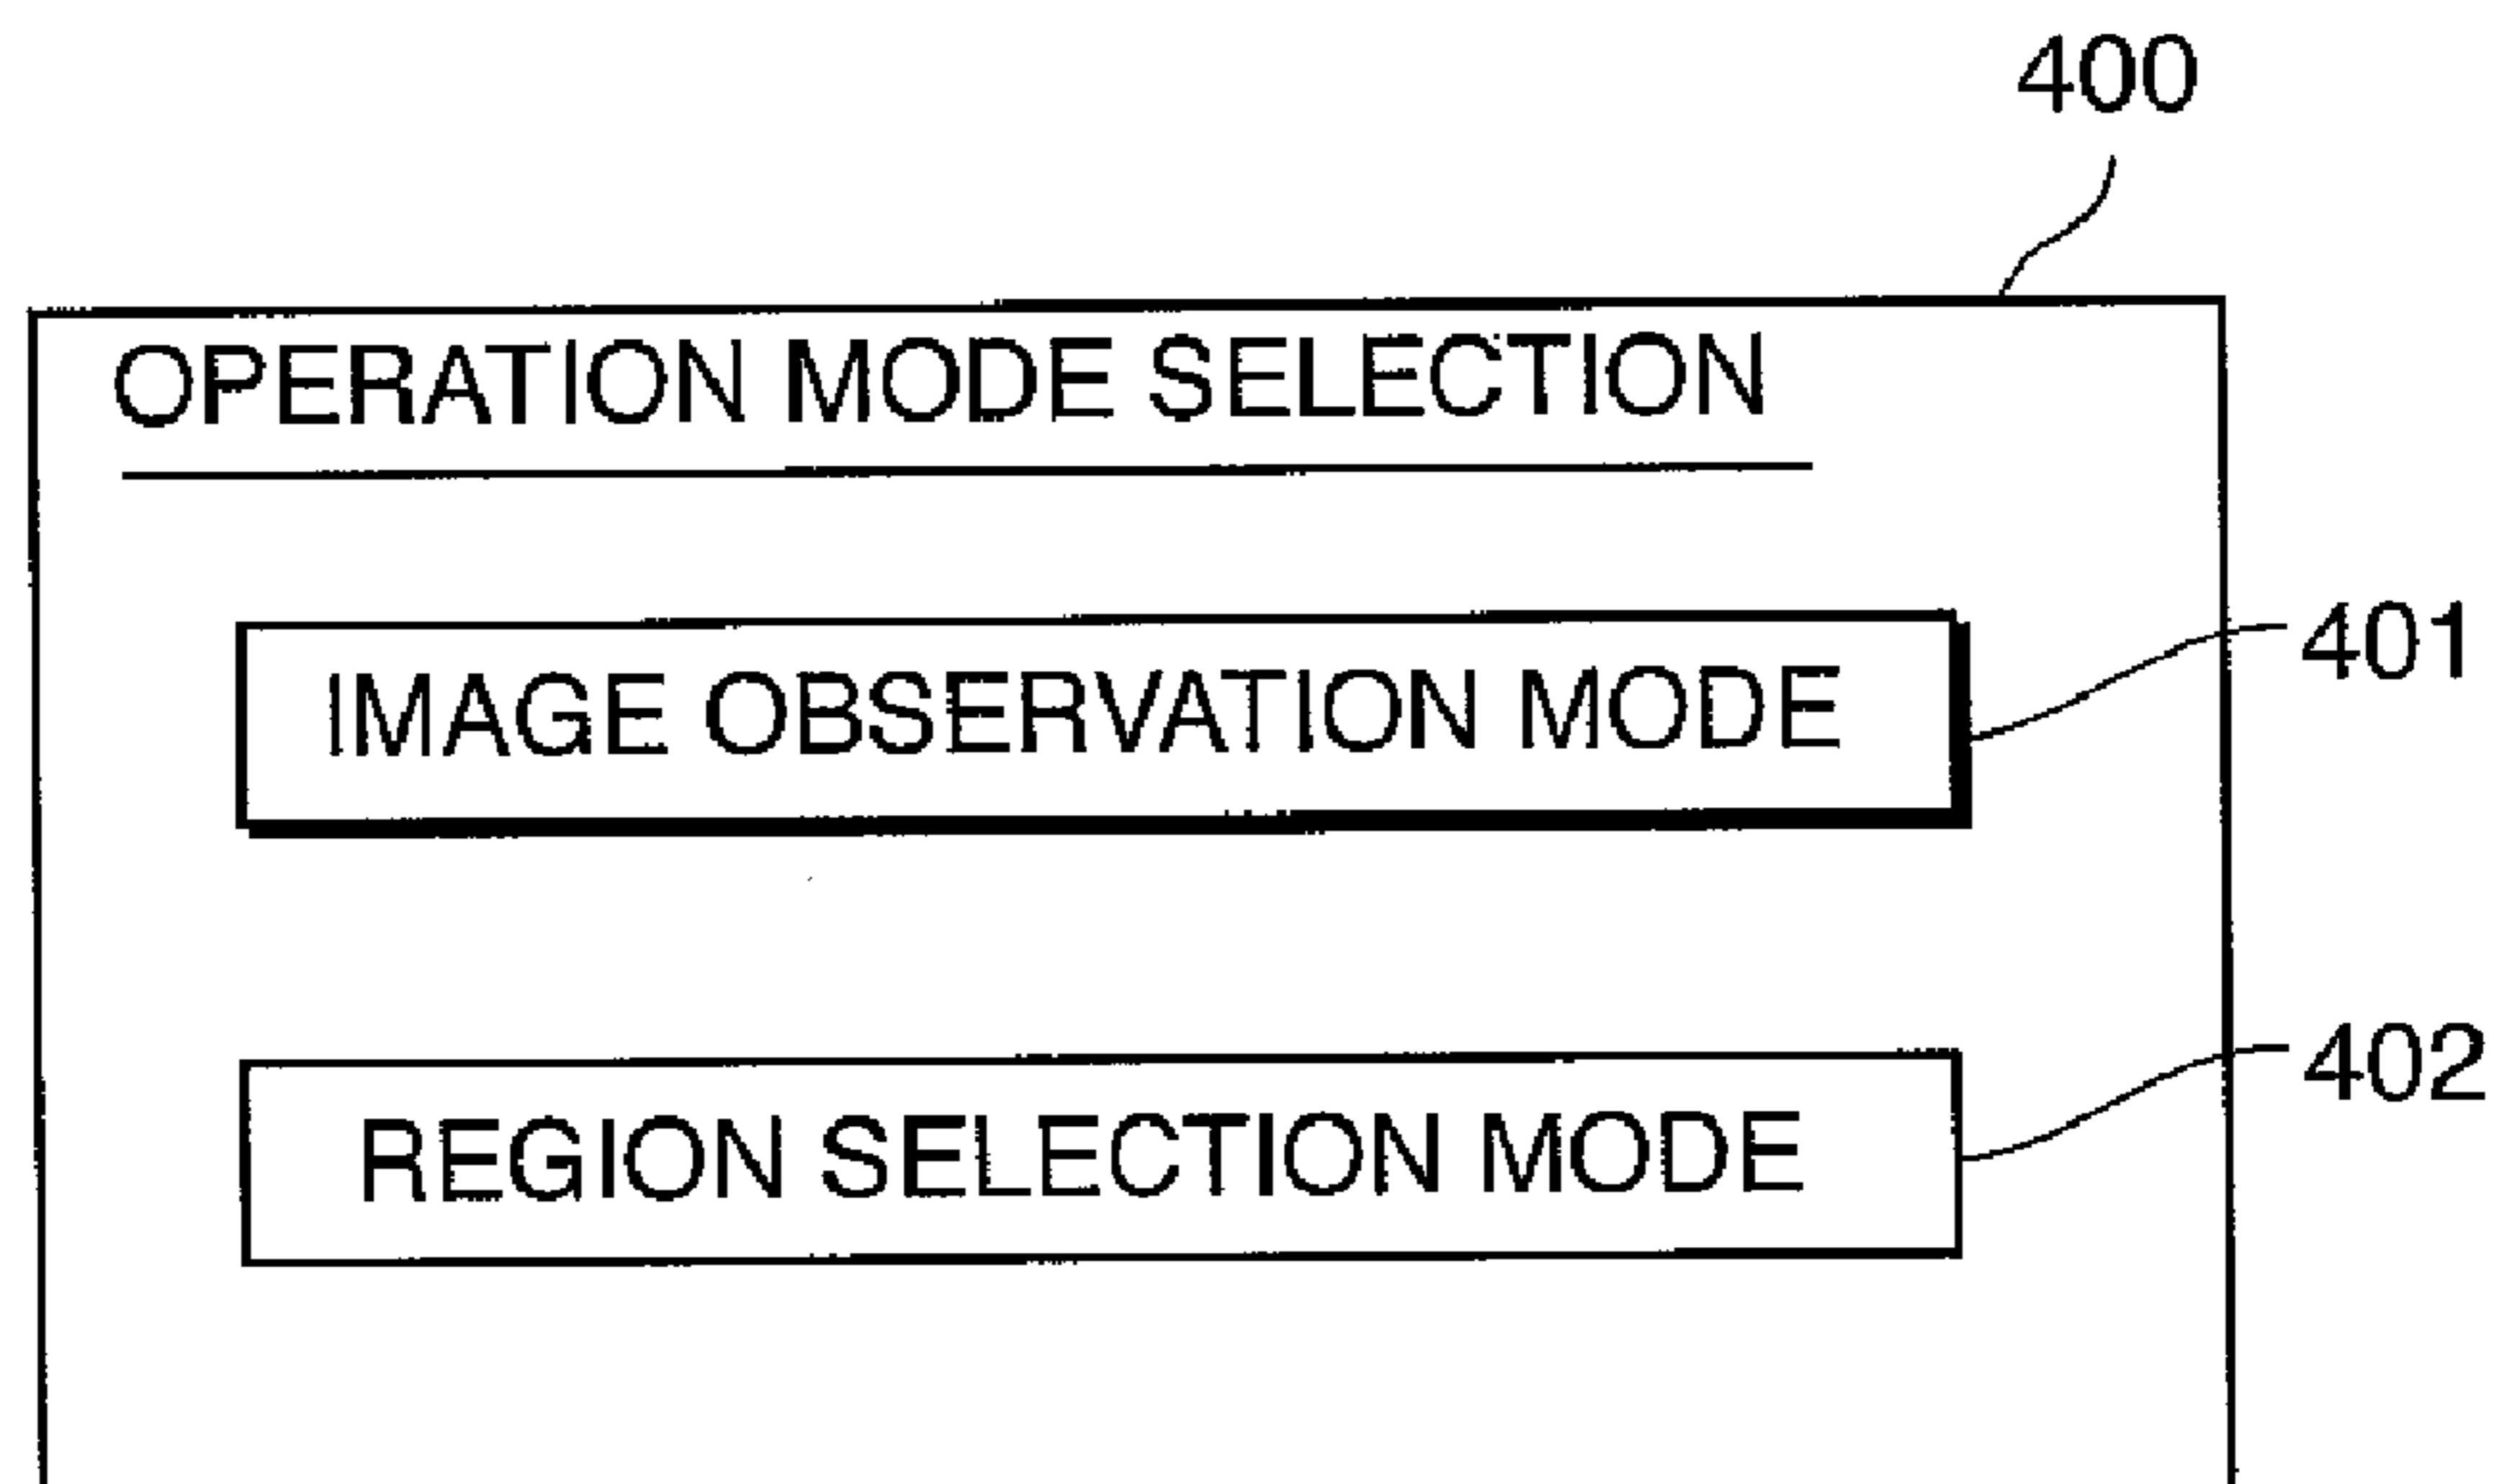 400
OPERATION MODE SELECTION
IMAGE OBSERVATION MODE
401
REGION SELECTION MODE
402